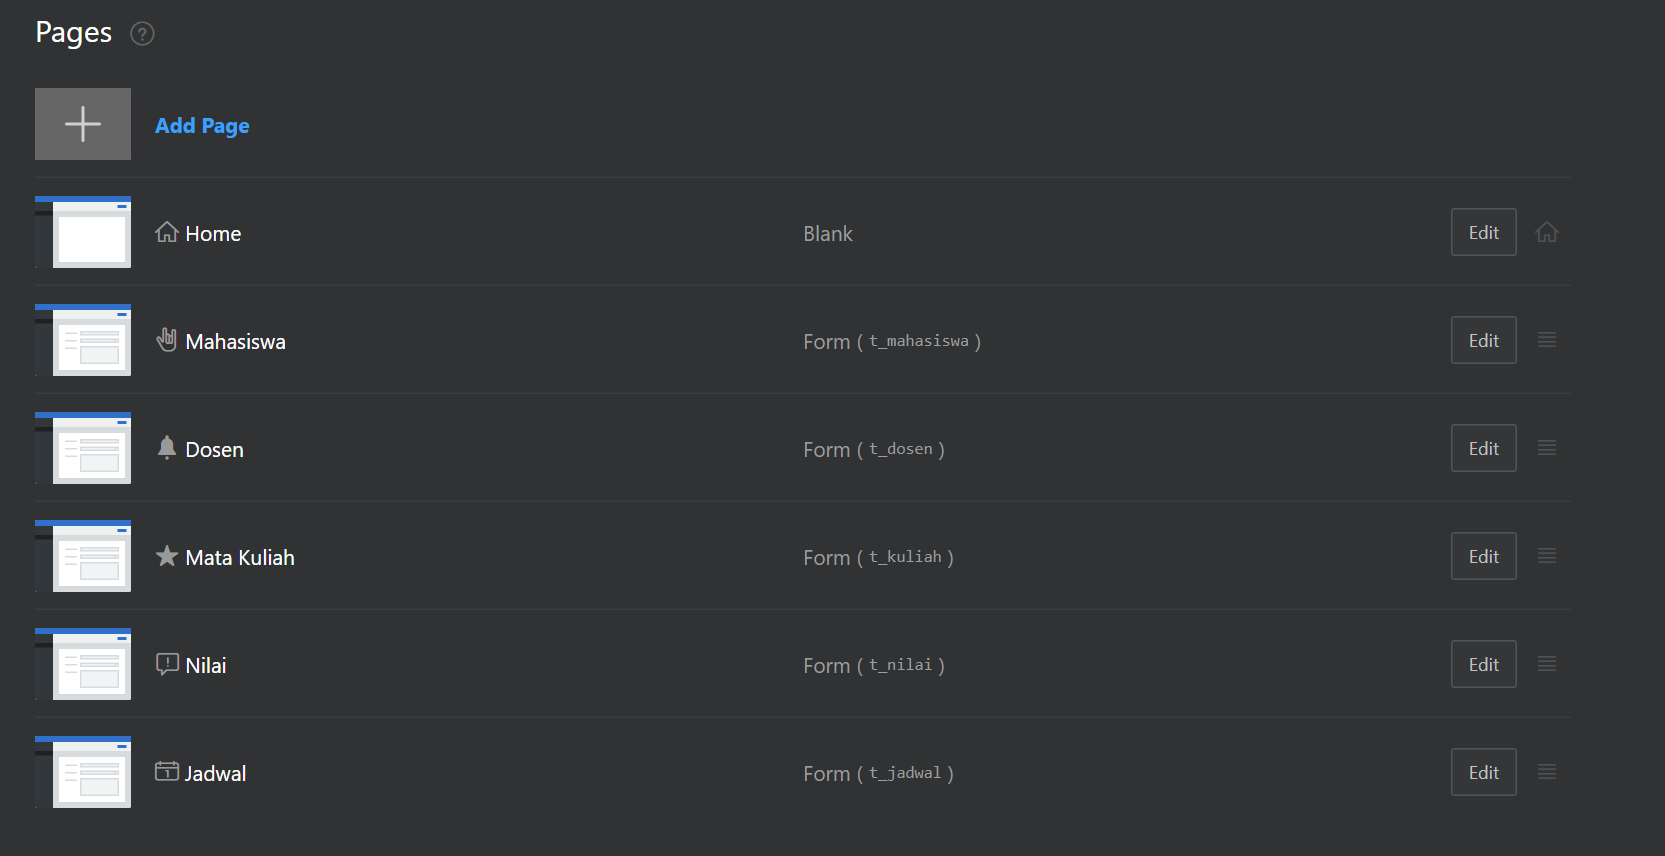 Pages ?
Add Page
Home Blank Edit
Mahasiswa Form ( t_mahasiswa ) Edit
Dosen Form ( t_dosen ) Edit
Mata Kuliah Form ( t_kuliah ) Edit
Nilai Form ( t_nilai ) Edit
Jadwal Form ( t_jadwal ) Edit